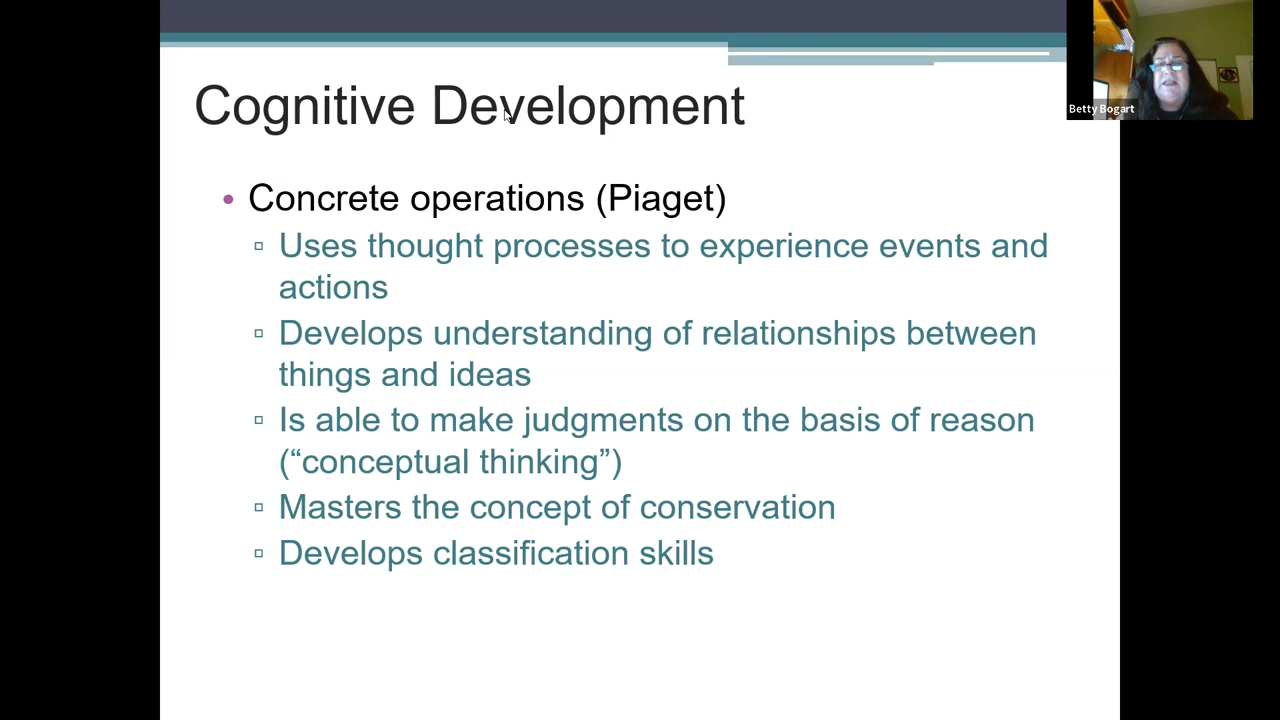 Cognitive Development
Betty Bogart
• Concrete operations (Piaget)
▫ Uses thought processes to experience events and
actions
▫ Develops understanding of relationships between
things and ideas
▫ Is able to make judgments on the basis of reason
(“conceptual thinking”)
▫ Masters the concept of conservation
▫ Develops classification skills